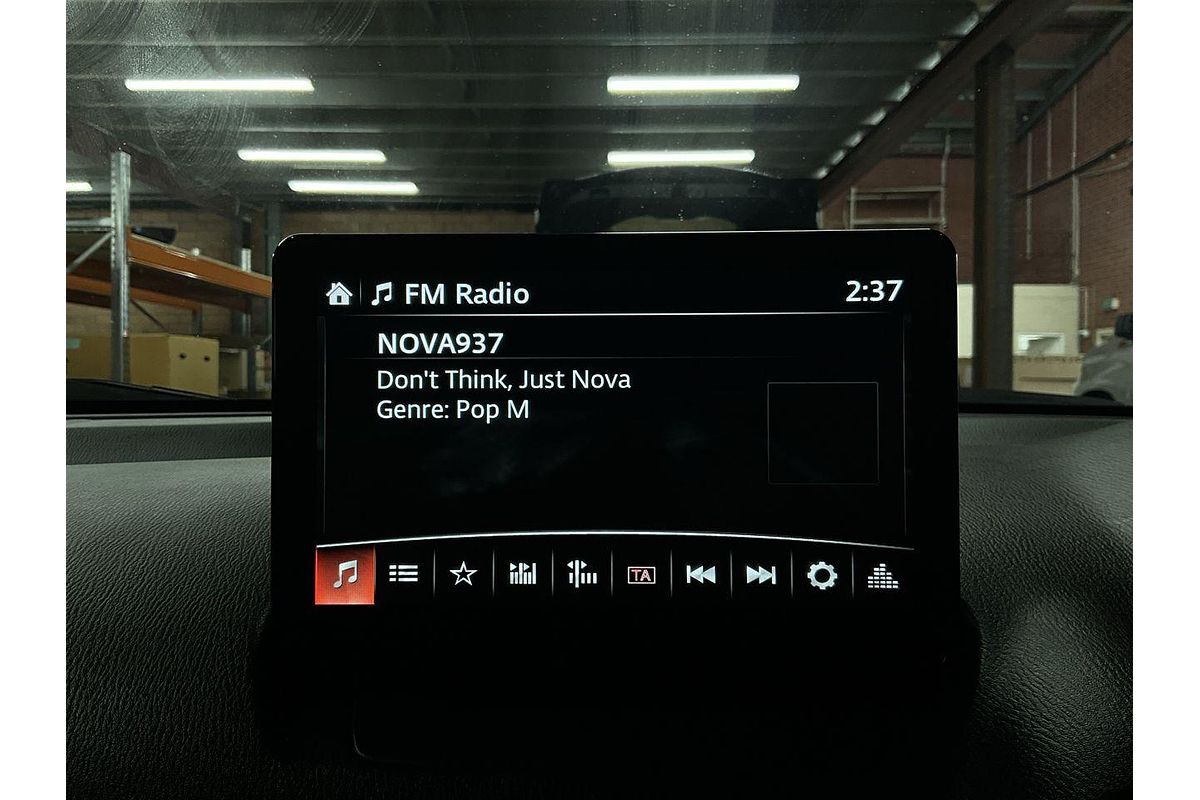 FM Radio
2:37
NOVA937
Don't Think, Just Nova
Genre: Pop M
TA